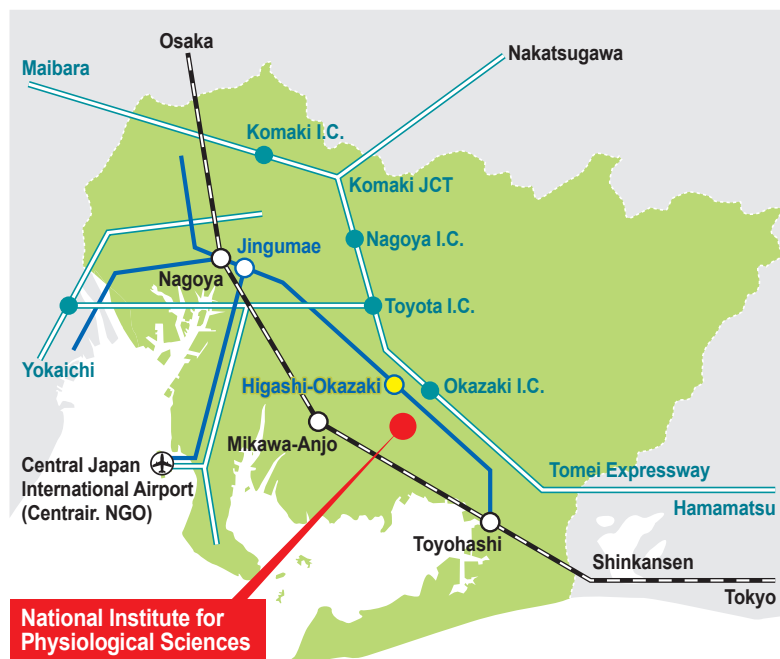 Osaka
Maibara
Nakatsugawa
Komaki I.C.
Komaki JCT
Nagoya I.C.
Jingumae
Nagoya
Toyota I.C.
Yokaichi
Higashi-Okazaki
Okazaki I.C.
Mikawa-Anjo
Central Japan
International Airport
(Centrair. NGO)
Tomei Expressway
Hamamatsu
Toyohashi
Shinkansen
Tokyo
National Institute for
Physiological Sciences